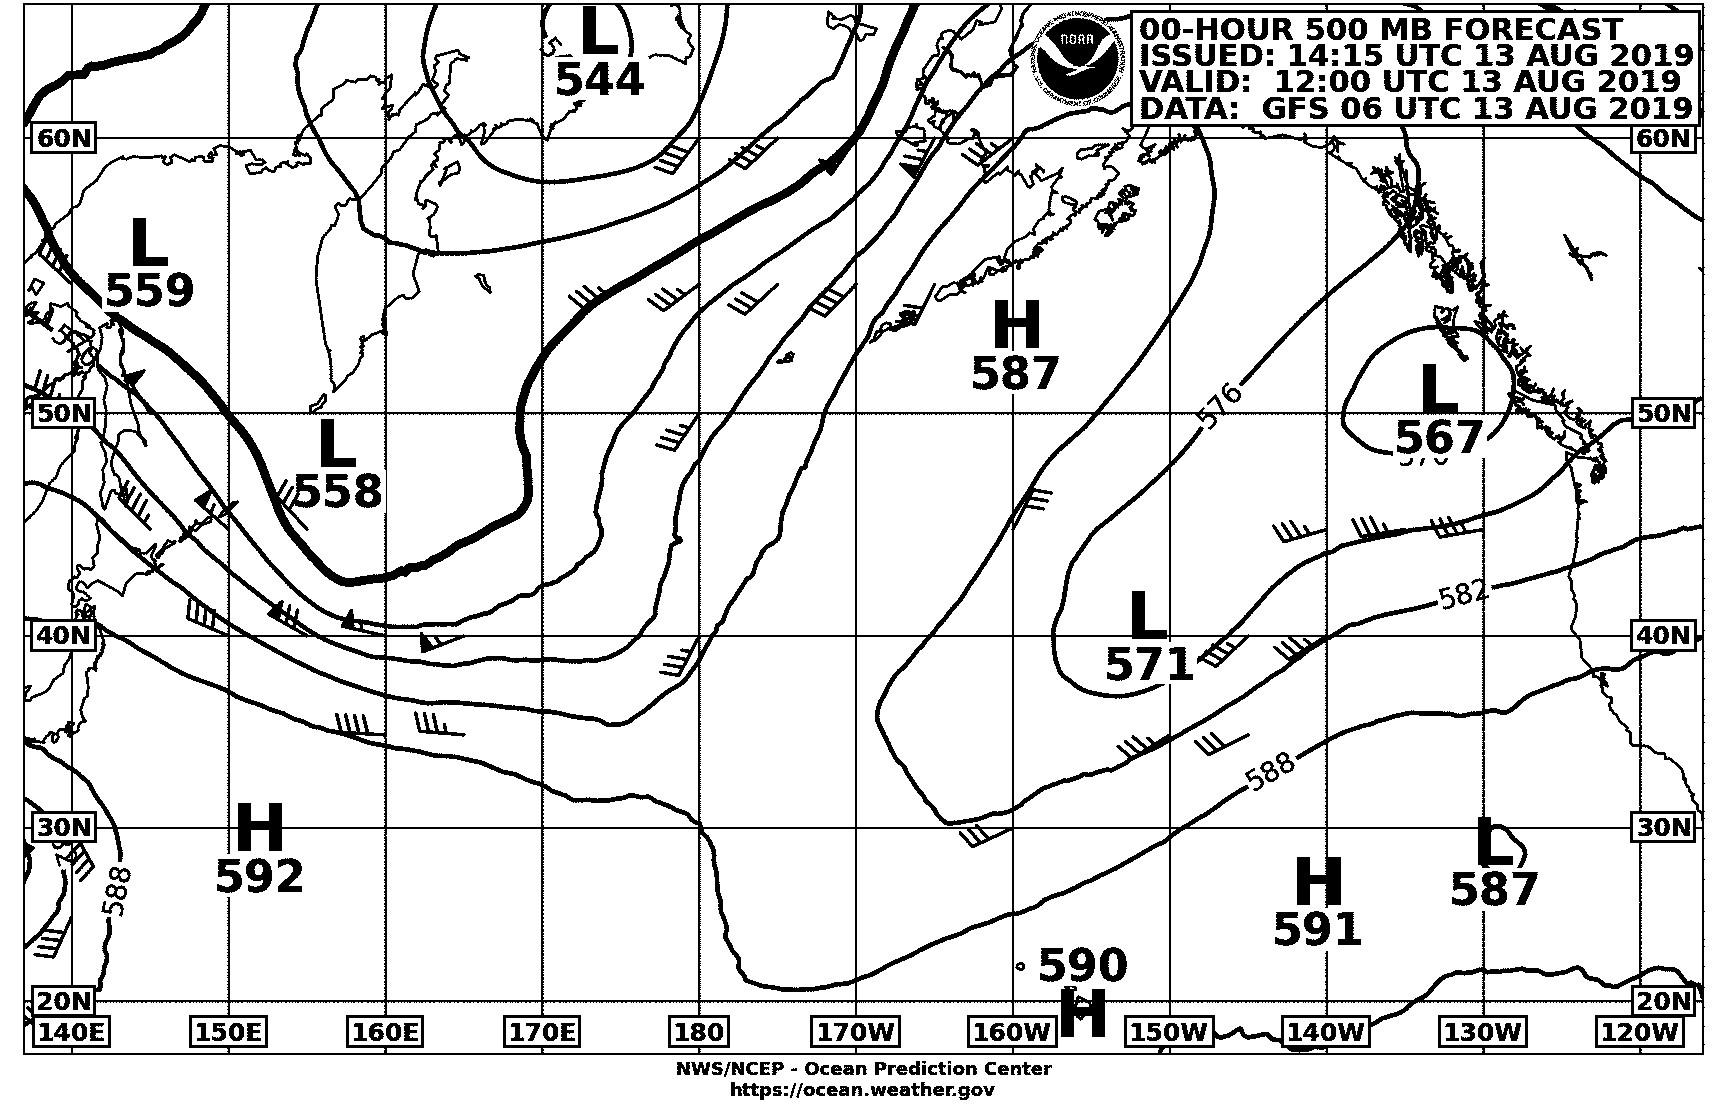 00-HOUR 500 MB FORECAST
ISSUED: 14:15 UTC 13 AUG 2019
VALID: 12:00 UTC 13 AUG 2019
DATA: GFS 06 UTC 13 AUG 2019
NOAA
L
544
60N
60N
L
559
H
587
576
L
567
50N
50N
L
558
582
L
571
40N
40N
588
H
592
30N
30N
L
587
588
H
591
590
H
20N
20N
140E
150E
160E
170E
180
170W
160W
150W
140W
130W
120W
NWS/NCEP - Ocean Prediction Center
https://ocean.weather.gov